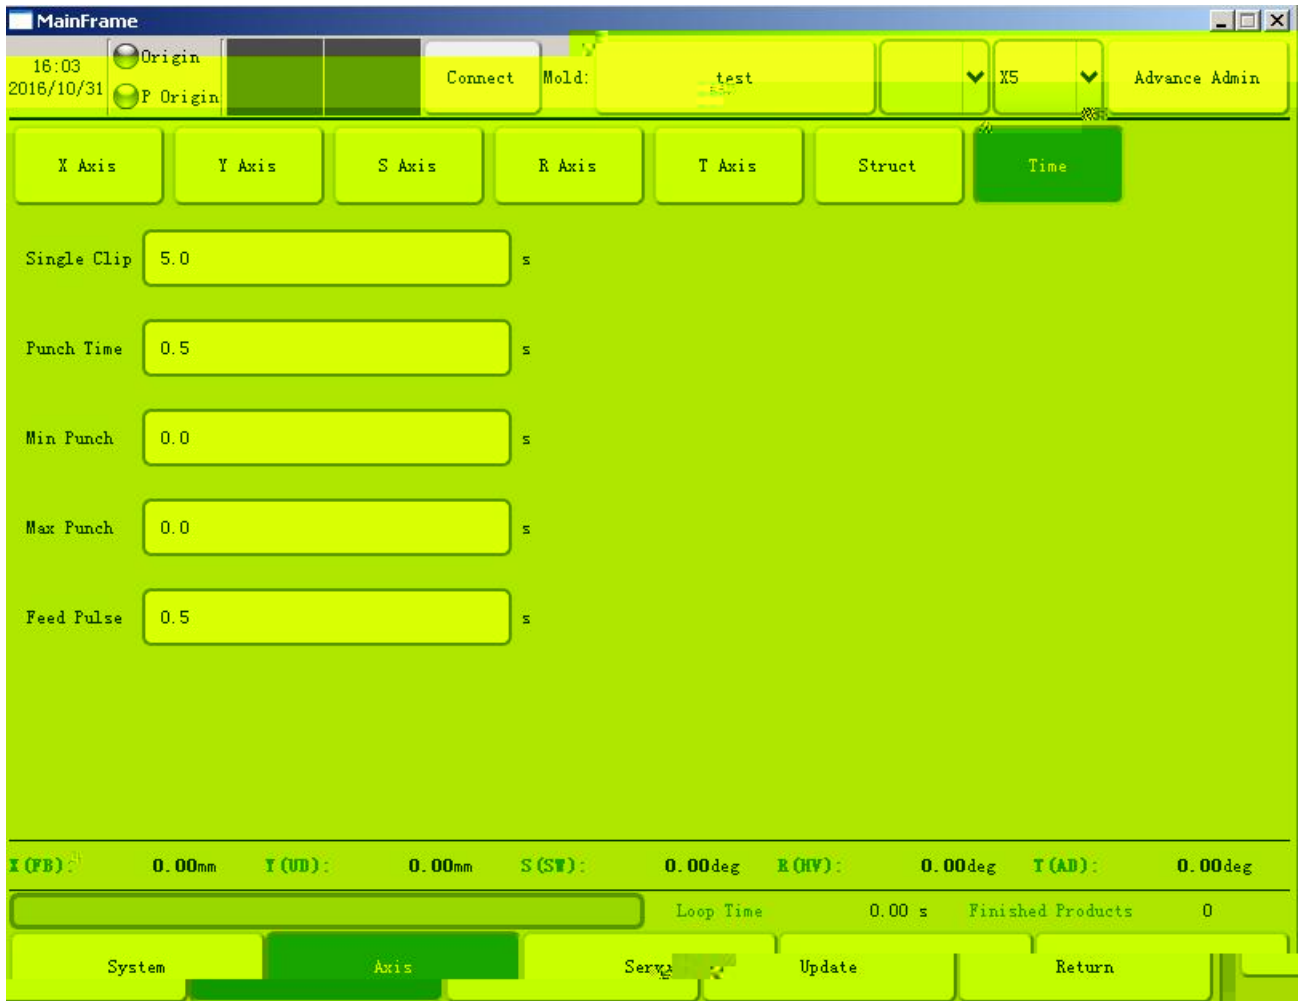 MainFrame
16:03
2016/10/31
Origin
P Origin
Connect
Mold:
test
X5
Advance Admin
X Axis Y Axis S Axis R Axis T Axis Struct Time
Single Clip 5.0 s
Punch Time 0.5 s
Min Punch 0.0 s
Max Punch 0.0 s
Feed Pulse 0.5 s
X(FB): 0.00mm Y(UD): 0.00mm S(SW): 0.00deg R(HV): 0.00deg T(AD): 0.00deg
Loop Time 0.00 s Finished Products 0
System Axis Update Return